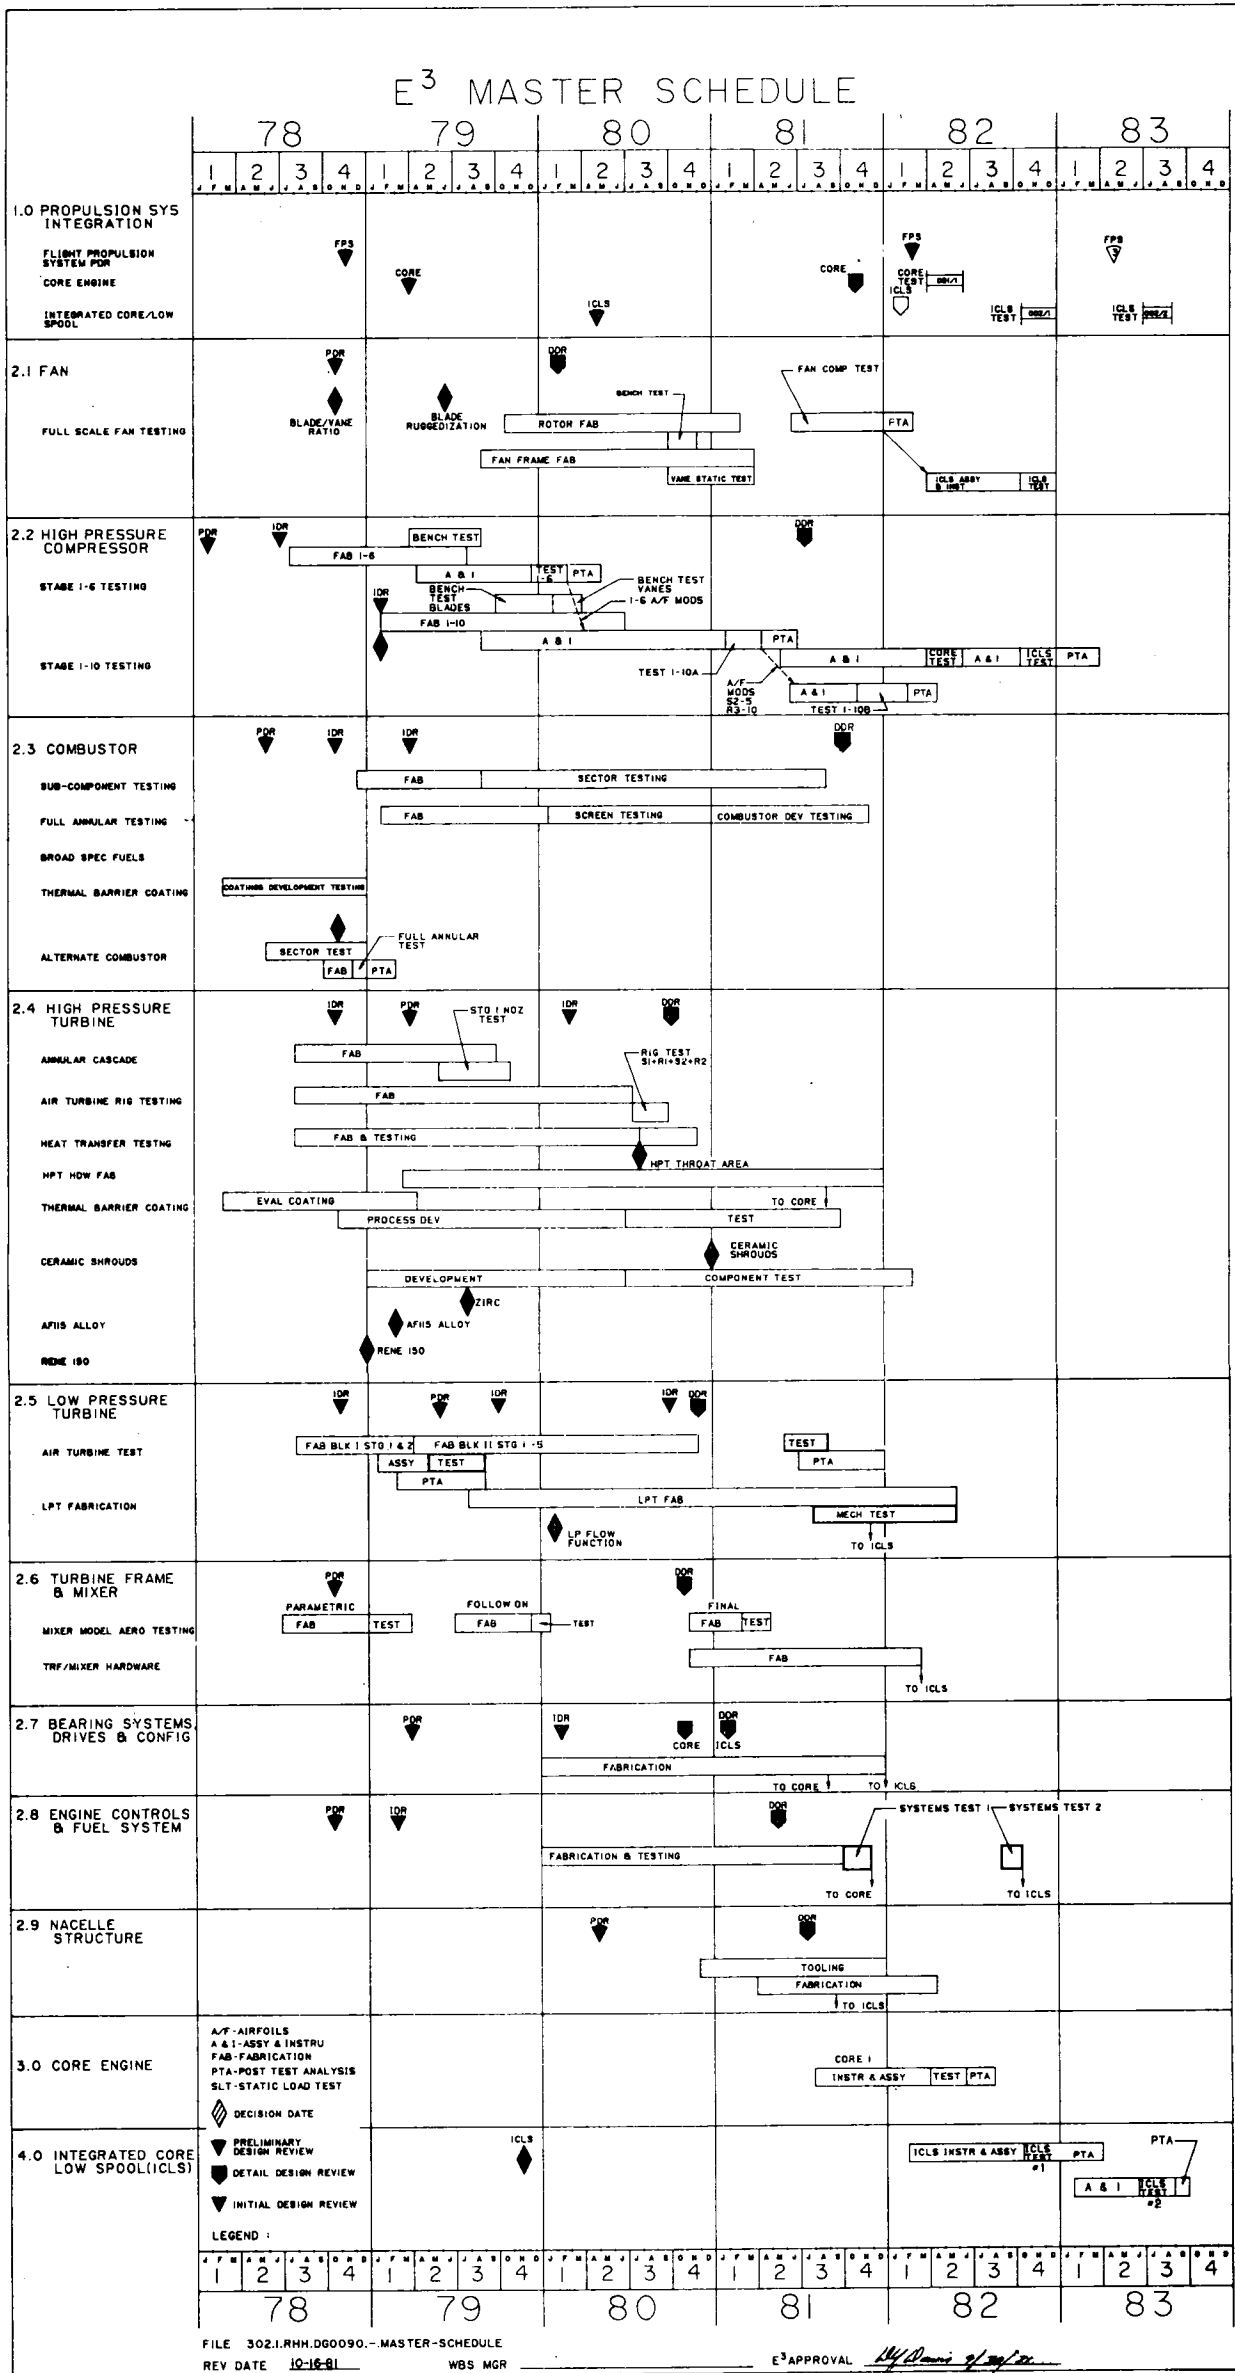 E3 MASTER SCHEDULE
78 79 80 81 82 83
1 2 3 4 1 2 3 4 1 2 3 4 1 2 3 4 1 2 3 4 1 2 3 4
J F M A M J J A S O N D J F M A M J J A S O N D J F M A M J J A S O N D J F M A M J J A S O N D J F M A M J J A S O N D J F M A M J J A S O N D
1.0 PROPULSION SYS
INTEGRATION
FLIGHT PROPULSION
SYSTEM PDR
FPS FPS FPS
3
CORE ENGINE
CORE CORE CORE
TEST
ICLS
INTEGRATED CORE/LOW
SPOOL
ICLS ICLS
TEST ICLS
TEST
2.1 FAN
PDR DDR
FAN COMP TEST
BENCH TEST
BLADE/VANE
RATIO
BLADE
RUGGEDIZATION
FULL SCALE FAN TESTING
ROTOR FAB PTA
FAN FRAME FAB
VANE STATIC TEST
ICLS ASSY
& INST
ICLS
TEST
2.2 HIGH PRESSURE
COMPRESSOR
PDR IDR DDR
BENCH TEST
FAB 1-6
STAGE 1-6 TESTING
A & I TEST
1-6 PTA
BENCH
TEST
BLADES
BENCH TEST
VANES
1-6 A/F MODS
IDR
FAB 1-10
A & I PTA
STAGE 1-10 TESTING
TEST 1-10A
A & I CORE
TEST A & I ICLS
TEST PTA
A/F
MODS
S2-5
R3-10
A & I PTA
TEST 1-10B
2.3 COMBUSTOR
PDR IDR IDR DDR
SUB-COMPONENT TESTING
FAB SECTOR TESTING
FULL ANNULAR TESTING
FAB SCREEN TESTING COMBUSTOR DEV TESTING
BROAD SPEC FUELS
THERMAL BARRIER COATING
COATINGS DEVELOPMENT TESTING
ALTERNATE COMBUSTOR
SECTOR TEST
FULL ANNULAR
TEST
FAB PTA
2.4 HIGH PRESSURE
TURBINE
IDR PDR IDR DDR
STG 1 NOZ
TEST
ANNULAR CASCADE
FAB
RIG TEST
S1+R1+S2+R2
AIR TURBINE RIG TESTING
FAB
HEAT TRANSFER TESTNG
FAB & TESTING
HPT THROAT AREA
HPT HDW FAB
THERMAL BARRIER COATING
EVAL COATING
TO CORE
PROCESS DEV TEST
CERAMIC SHROUDS
CERAMIC
SHROUDS
DEVELOPMENT COMPONENT TEST
ZIRC
AF115 ALLOY
AF115 ALLOY
RENE 150
RENE 150
2.5 LOW PRESSURE
TURBINE
IDR PDR IDR IDR DDR
AIR TURBINE TEST
FAB BLK I STG 1 & 2 FAB BLK II STG 1-5
TEST
ASSY TEST
PTA
PTA
LPT FABRICATION
LPT FAB
MECH TEST
LP FLOW
FUNCTION
TO ICLS
2.6 TURBINE FRAME
& MIXER
PDR DDR
PARAMETRIC FOLLOW ON FINAL
MIXER MODEL AERO TESTING
FAB TEST FAB TEST FAB TEST
TRF/MIXER HARDWARE
FAB
TO ICLS
2.7 BEARING SYSTEMS,
DRIVES & CONFIG
PDR IDR DDR
CORE ICLS
FABRICATION
TO CORE TO ICLS
2.8 ENGINE CONTROLS
& FUEL SYSTEM
PDR IDR DDR
SYSTEMS TEST 1 SYSTEMS TEST 2
FABRICATION & TESTING
TO CORE TO ICLS
2.9 NACELLE
STRUCTURE
PDR DDR
TOOLING
FABRICATION
TO ICLS
3.0 CORE ENGINE
A/F-AIRFOILS
A & I-ASSY & INSTRU
FAB-FABRICATION
PTA-POST TEST ANALYSIS
SLT-STATIC LOAD TEST
CORE 1
INSTR & ASSY TEST PTA
DECISION DATE
4.0 INTEGRATED CORE
LOW SPOOL(ICLS)
PRELIMINARY
DESIGN REVIEW
DETAIL DESIGN REVIEW
INITIAL DESIGN REVIEW
LEGEND :
ICLS
ICLS INSTR & ASSY ICLS
TEST PTA
#1
PTA
A & I ICLS
TEST
#2
J F M A M J J A S O N D J F M A M J J A S O N D J F M A M J J A S O N D J F M A M J J A S O N D J F M A M J J A S O N D J F M A M J J A S O N D
1 2 3 4 1 2 3 4 1 2 3 4 1 2 3 4 1 2 3 4 1 2 3 4
78 79 80 81 82 83
FILE 302.1.RHH.DG0090.-.MASTER-SCHEDULE
REV DATE 10-16-81 WBS MGR E3 APPROVAL